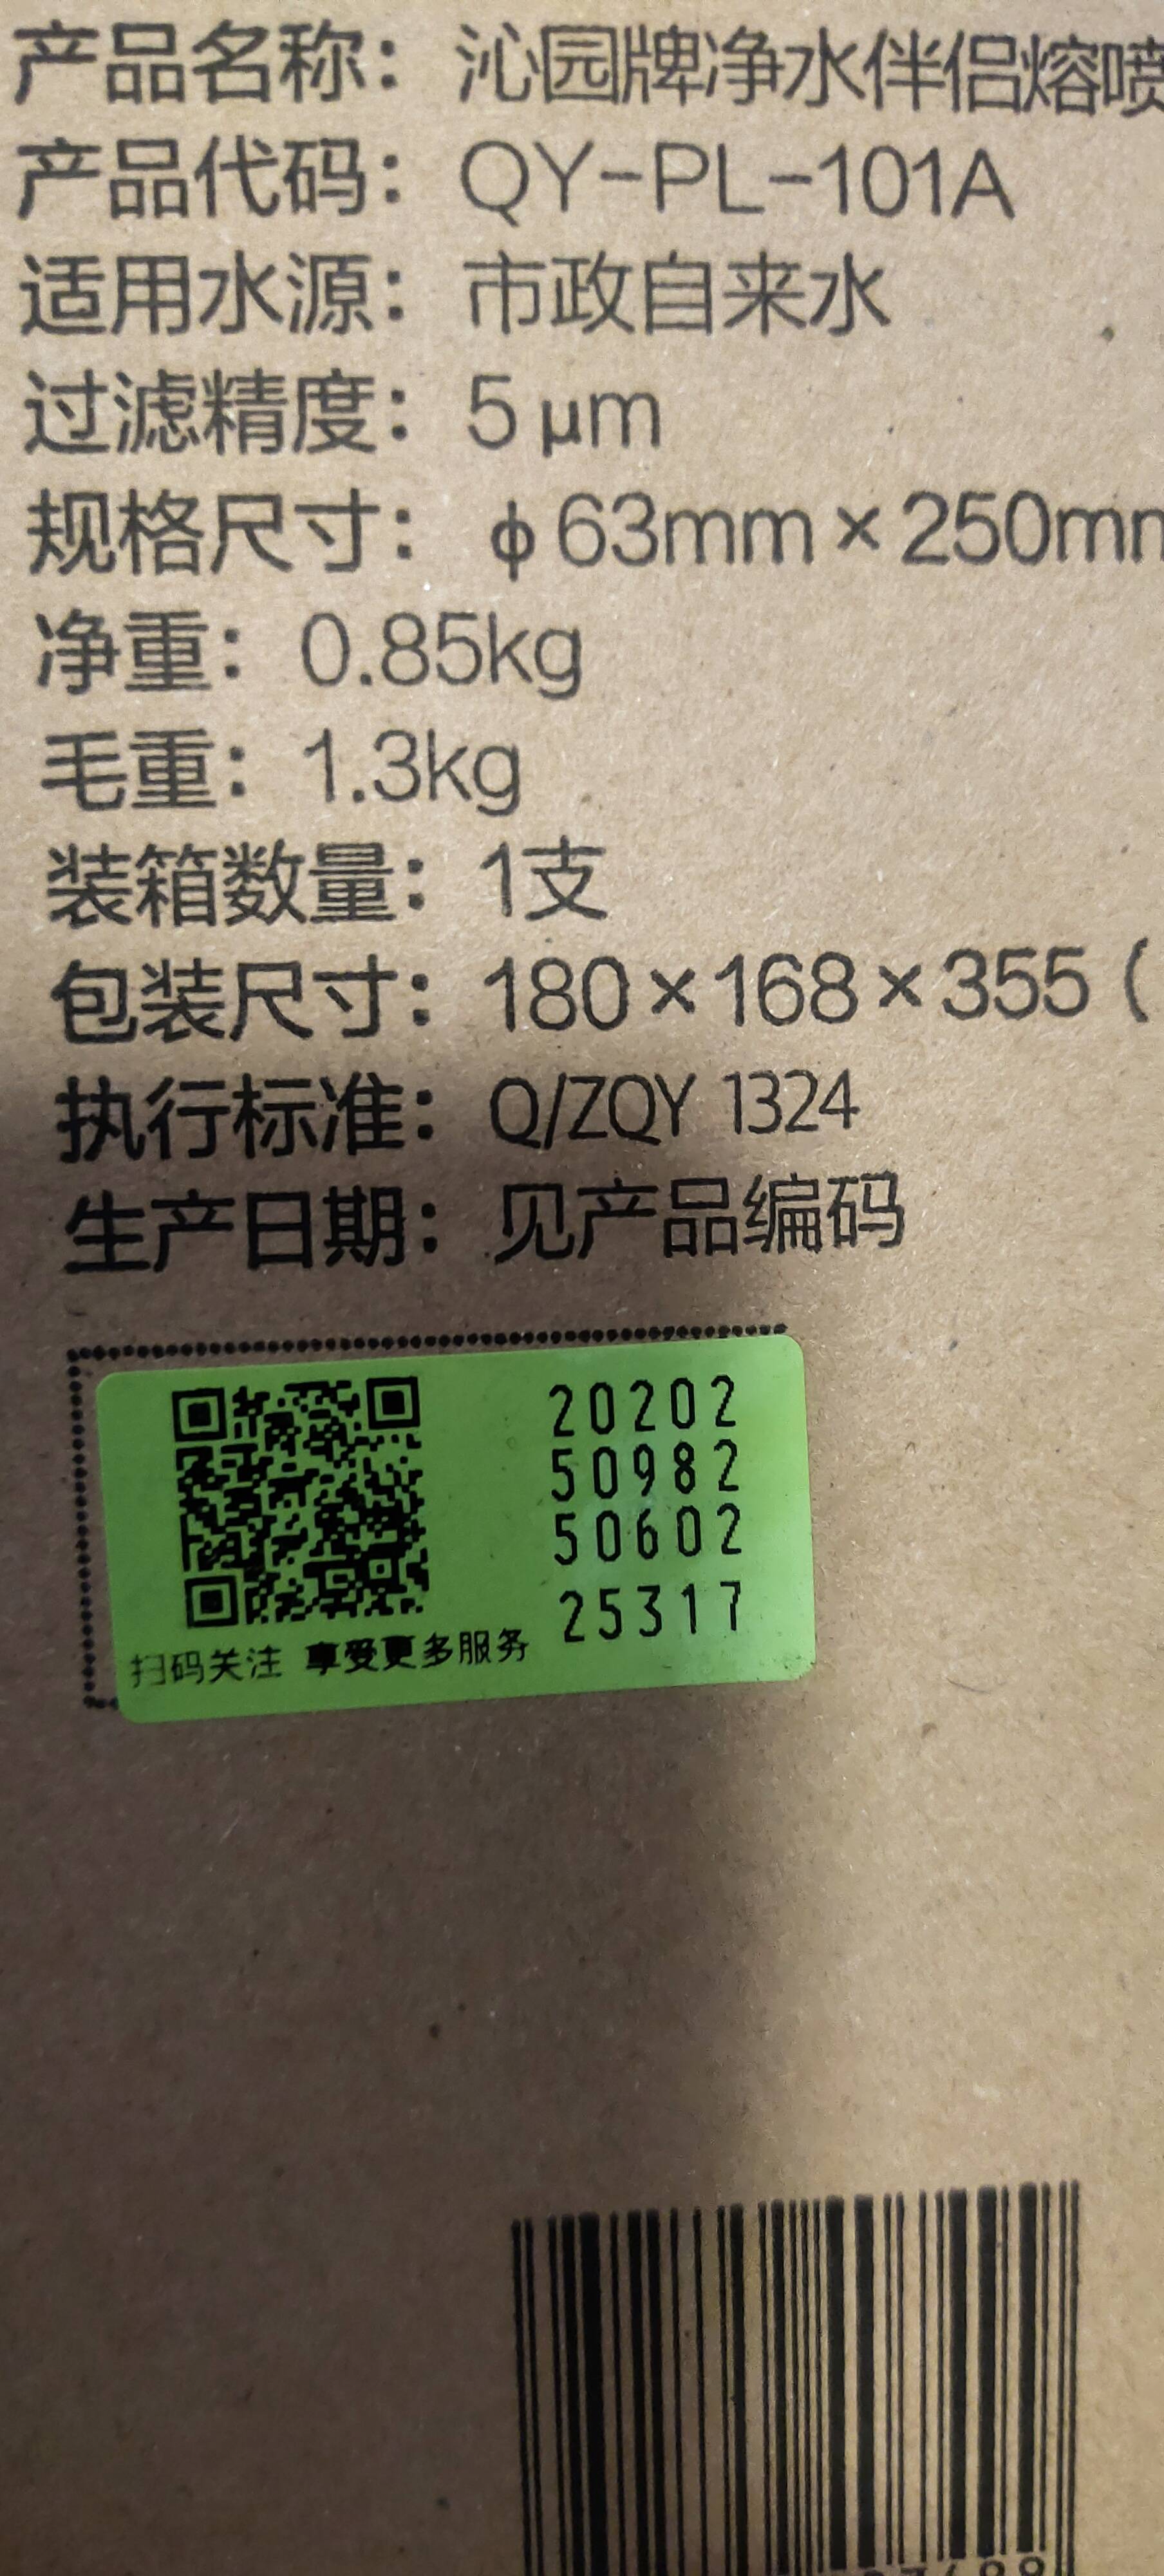 产品名称：沁园牌净水伴侣熔喷
产品代码：QY-PL-101A
适用水源：市政自来水
过滤精度：5μm
规格尺寸：ϕ63mm×250mm
净重：0.85kg
毛重：1.3kg
装箱数量：1支
包装尺寸：180×168×355（
执行标准：Q/ZQY 1324
生产日期：见产品编码
20202
50982
50602
25317
扫码关注 享受更多服务